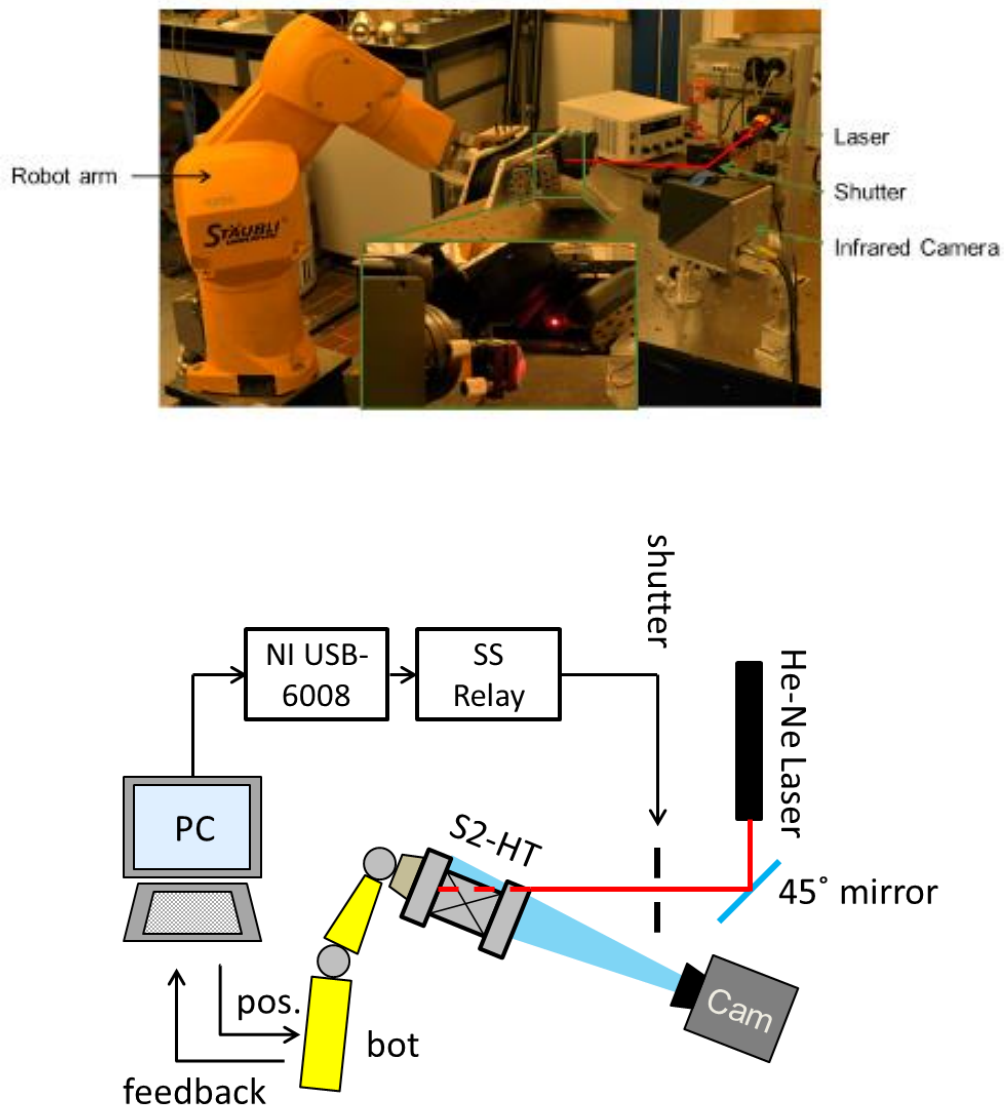 Robot arm
STÄUBLI
Laser
Shutter
Infrared Camera
shutter
NI USB-
6008
SS
Relay
He-Ne Laser
PC
S2-HT
45° mirror
Cam
pos.
bot
feedback